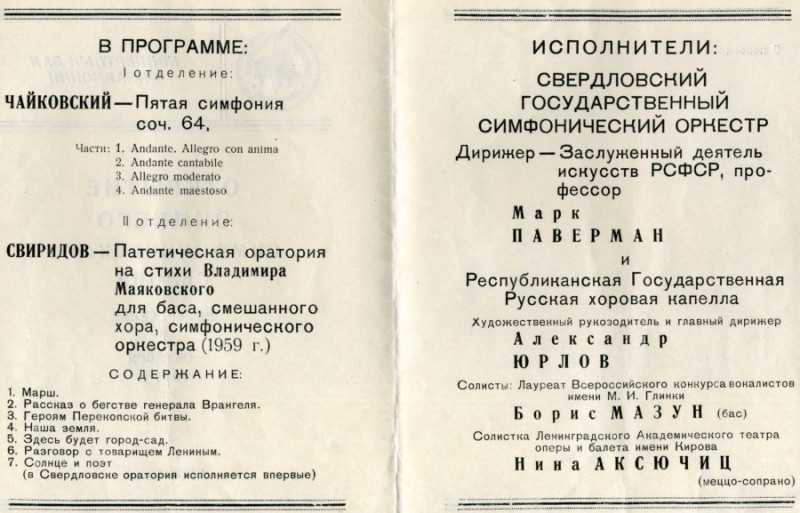 В ПРОГРАММЕ:
I отделение:
ЧАЙКОВСКИЙ — Пятая симфония
соч. 64,
Части: 1. Andante, Allegro con anima
2. Andante cantabile
3. Allegro moderato
4. Andante maestoso
II отделение:
СВИРИДОВ — Патетическая оратория
на стихи Владимира
Маяковского
для баса, смешанного
хора, симфонического
оркестра (1959 г.)
СОДЕРЖАНИЕ:
1. Марш.
2. Рассказ о бегстве генерала Врангеля.
3. Героям Перекопской битвы.
4. Наша земля.
5. Здесь будет город-сад.
6. Разговор с товарищем Лениным.
7. Солнце и поэт
(в Свердловске оратория исполняется впервые)
ИСПОЛНИТЕЛИ:
СВЕРДЛОВСКИЙ
ГОСУДАРСТВЕННЫЙ
СИМФОНИЧЕСКИЙ ОРКЕСТР
Дирижер — Заслуженный деятель
искусств РСФСР, про-
фессор
Марк
ПАВЕРМАН
и
Республиканская Государственная
Русская хоровая капелла
Художественный руководитель и главный дирижер
Александр
ЮРЛОВ
Солисты: Лауреат Всероссийского конкурса вокалистов
имени М. И. Глинки
Борис МАЗУН (бас)
Солистка Ленинградского Академического театра
оперы и балета имени Кирова
Нина АКСЮЧИЦ
(меццо-сопрано)